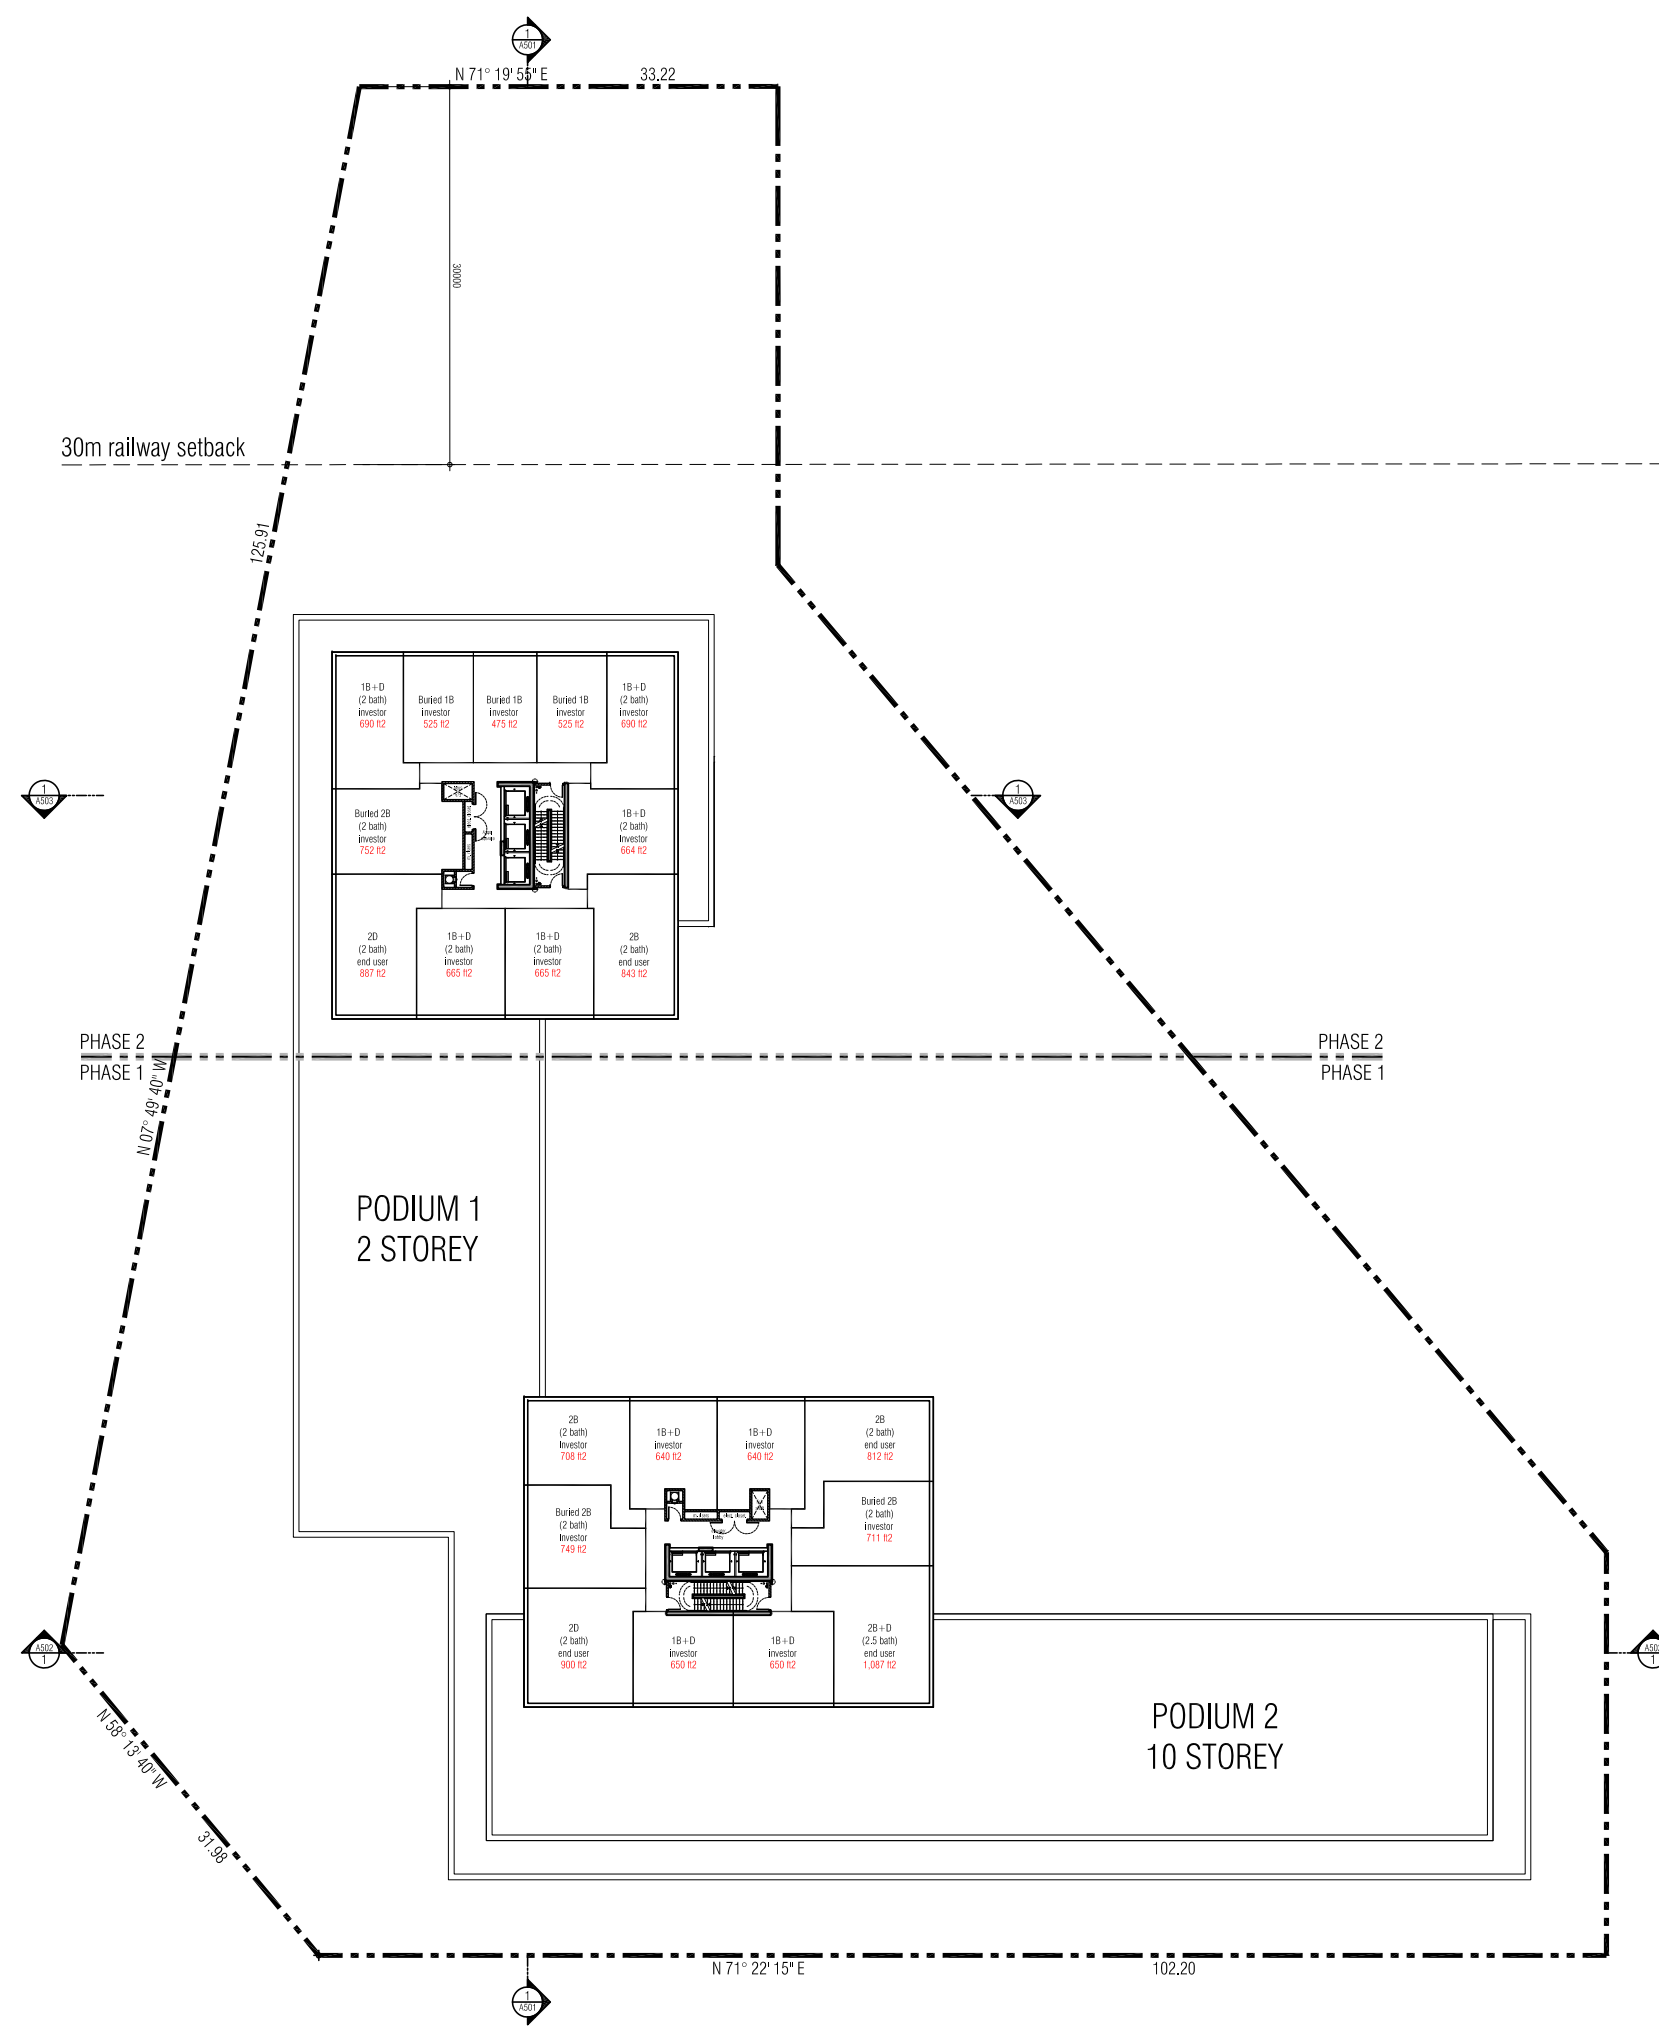 1
A501
N 71° 19' 55" E
33.22
30000
30m railway setback
125.91
1B+D
(2 bath)
investor
690 ft2
Buried 1B
investor
525 ft2
Buried 1B
investor
475 ft2
Buried 1B
investor
525 ft2
1B+D
(2 bath)
investor
690 ft2
1
A503
1
A503
Buried 2B
(2 bath)
investor
752 ft2
1B+D
(2 bath)
Investor
664 ft2
2D
(2 bath)
end user
887 ft2
1B+D
(2 bath)
investor
665 ft2
1B+D
(2 bath)
investor
665 ft2
2B
(2 bath)
end user
843 ft2
PHASE 2
PHASE 1
PHASE 2
PHASE 1
N 07° 49' 40" W
PODIUM 1
2 STOREY
2B
(2 bath)
Investor
708 ft2
1B+D
investor
640 ft2
1B+D
investor
640 ft2
2B
(2 bath)
end user
812 ft2
Buried 2B
(2 bath)
Investor
749 ft2
lobby
Buried 2B
(2 bath)
investor
711 ft2
2D
(2 bath)
end user
900 ft2
1B+D
investor
650 ft2
1B+D
investor
650 ft2
2B+D
(2.5 bath)
end user
1,087 ft2
A502
1
A502
1
N 58° 13' 40" W
31.98
PODIUM 2
10 STOREY
N 71° 22' 15" E
102.20
1
A501